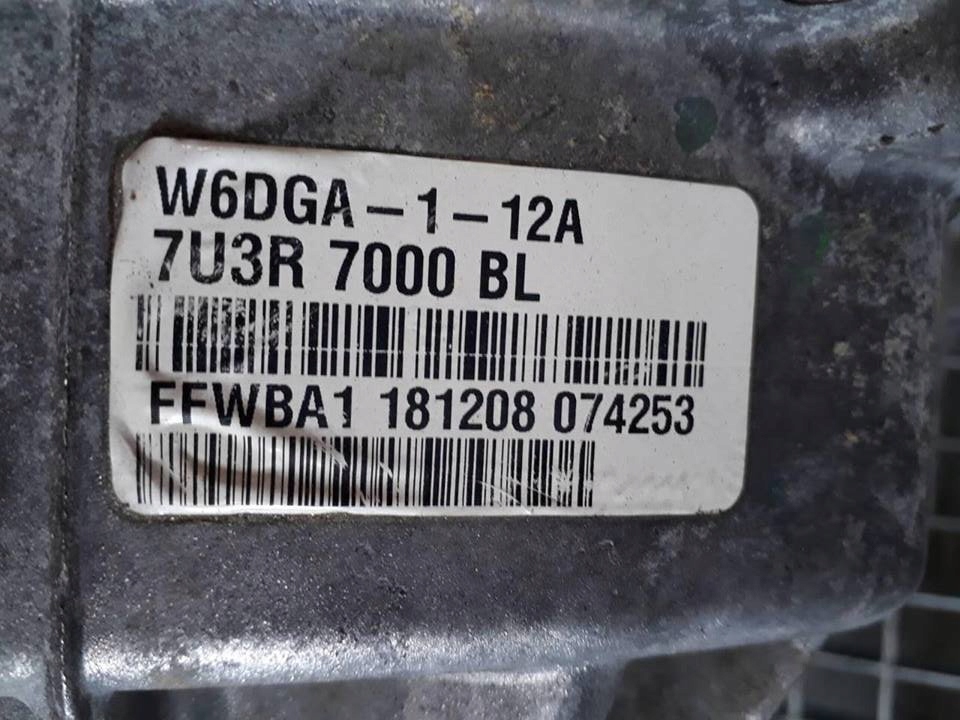 W6DGA-1-12A
7U3R 7000 BL
FFWBA1 181208 074253